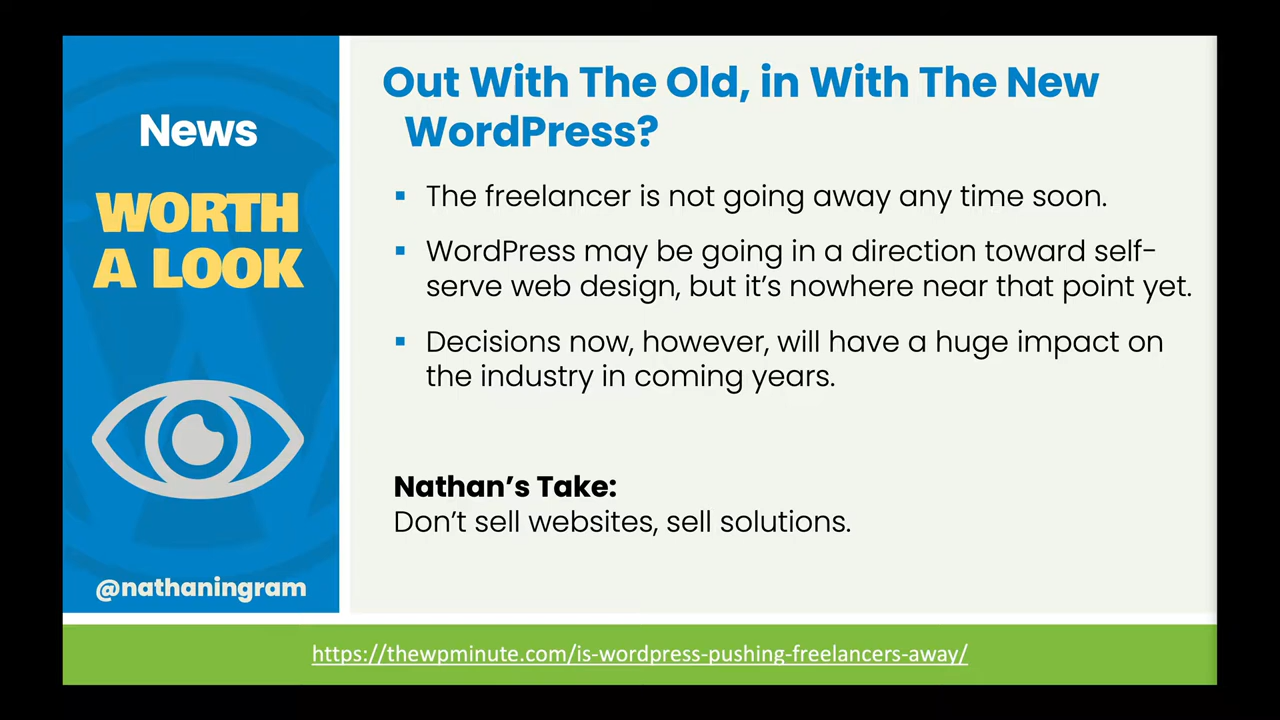 News
WORTH
A LOOK
@nathaningram
Out With The Old, in With The New
WordPress?
▪ The freelancer is not going away any time soon.
▪ WordPress may be going in a direction toward self-
serve web design, but it’s nowhere near that point yet.
▪ Decisions now, however, will have a huge impact on
the industry in coming years.
Nathan’s Take:
Don’t sell websites, sell solutions.
https://thewpminute.com/is-wordpress-pushing-freelancers-away/